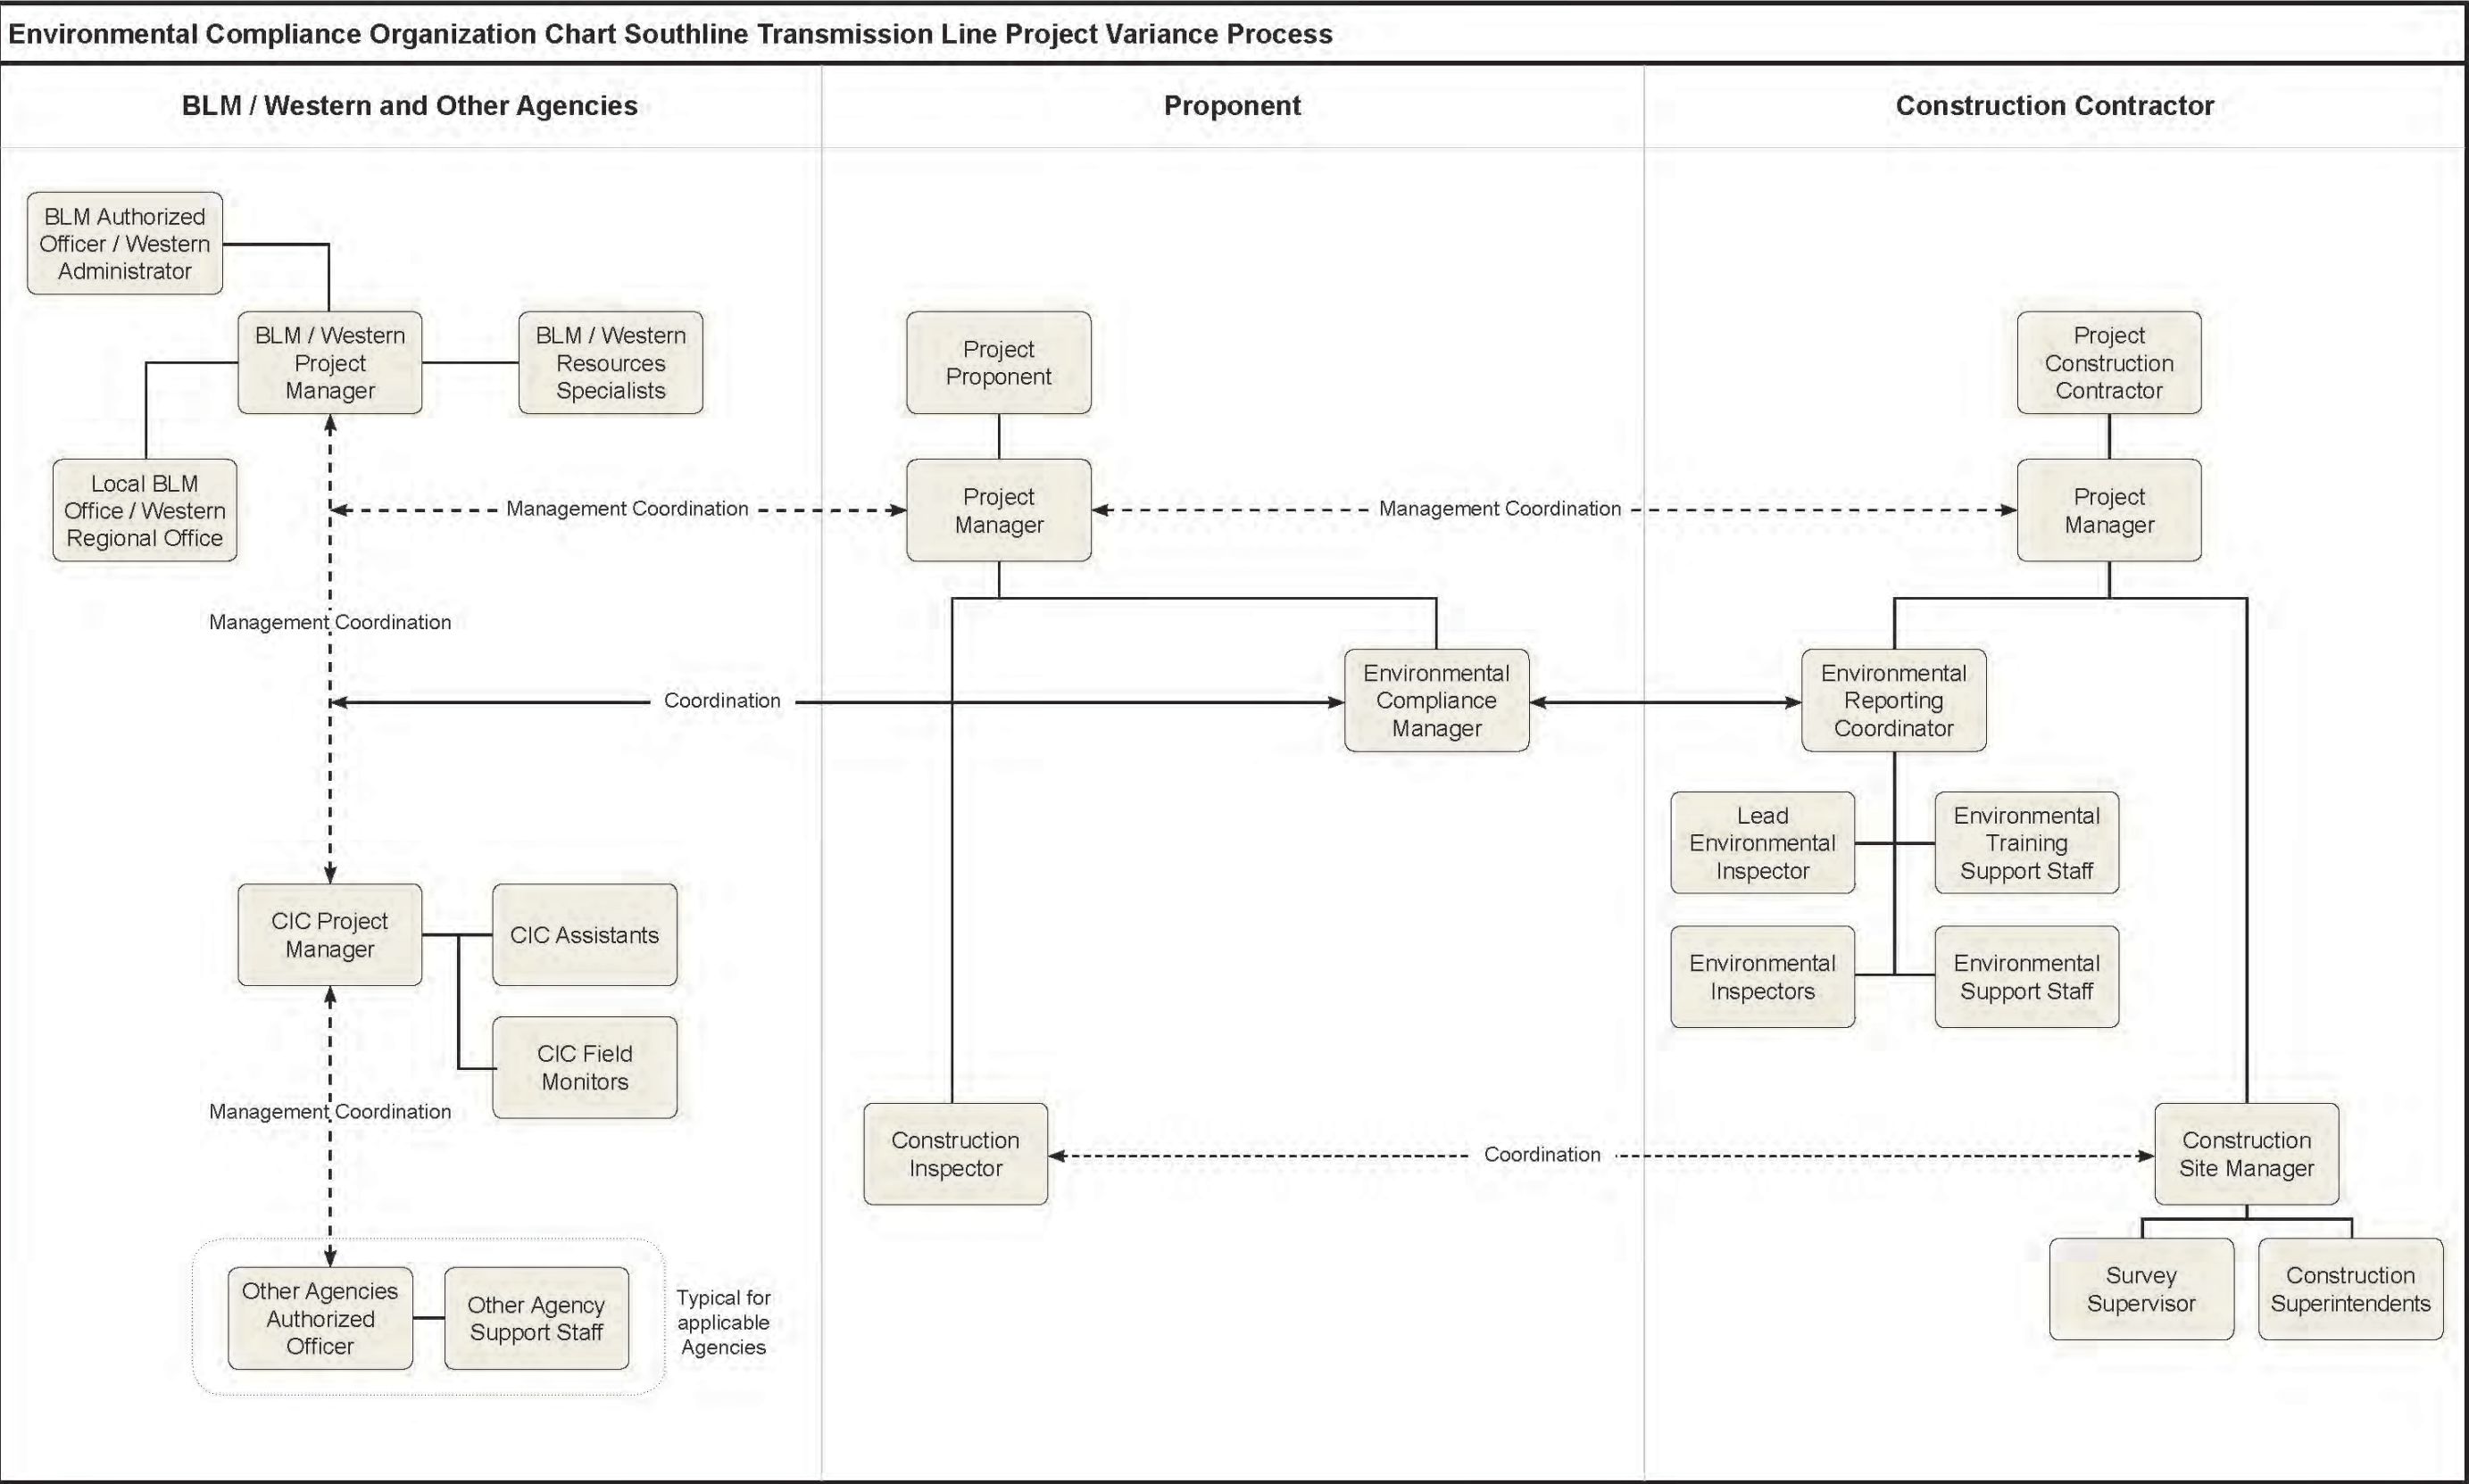 Environmental Compliance Organization Chart Southline Transmission Line Project Variance Process
BLM / Western and Other Agencies
Proponent
Construction Contractor
BLM Authorized
Officer / Western
Administrator
BLM / Western
Project
Manager
BLM / Western
Resources
Specialists
Local BLM
Office / Western
Regional Office
Management Coordination
Management Coordination
CIC Project
Manager
CIC Assistants
CIC Field
Monitors
Management Coordination
Other Agencies
Authorized
Officer
Other Agency
Support Staff
Typical for
applicable
Agencies
Project
Proponent
Project
Manager
Management Coordination
Coordination
Environmental
Compliance
Manager
Construction
Inspector
Coordination
Project
Construction
Contractor
Project
Manager
Environmental
Reporting
Coordinator
Lead
Environmental
Inspector
Environmental
Training
Support Staff
Environmental
Inspectors
Environmental
Support Staff
Construction
Site Manager
Survey
Supervisor
Construction
Superintendents